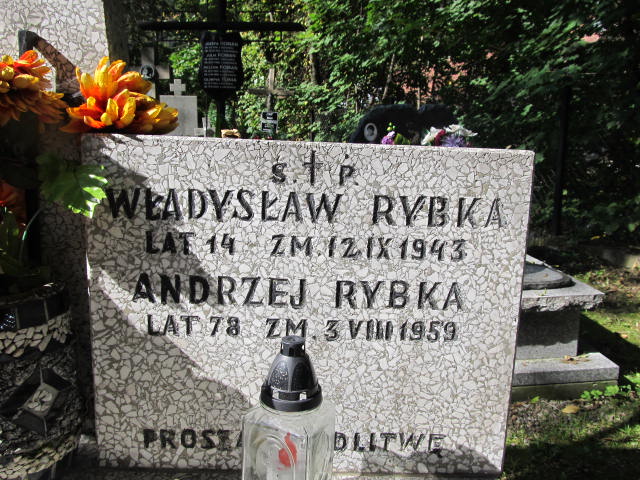 Ś. † P.
WŁADYSŁAW RYBKA
LAT 14 ZM. 12 IX 1943
ANDRZEJ RYBKA
LAT 78 ZM. 3 VIII 1959